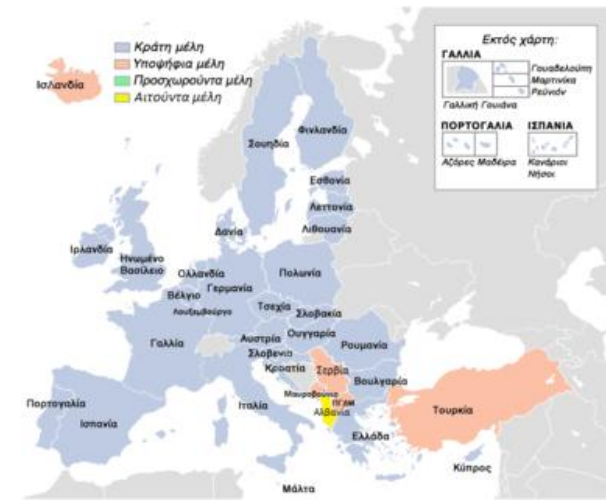 Κράτη μέλη
Υποψήφια μέλη
Προσχωρούντα μέλη
Αιτούντα μέλη
Ισλανδία
Εκτός χάρτη:
ΓΑΛΛΙΑ
Γουαδελούπη
Μαρτινίκα
Ρεϋνιόν
Γαλλική Γουιάνα
ΠΟΡΤΟΓΑΛΙΑ
ΙΣΠΑΝΙΑ
Αζόρες Μαδέιρα
Κανάριοι
Νήσοι
Φινλανδία
Σουηδία
Εσθονία
Λεττονία
Λιθουανία
Δανία
Ιρλανδία
Ηνωμένο
Βασίλειο
Ολλανδία
Πολωνία
Γερμανία
Βέλγιο
Λουξεμβούργο
Τσεχία
Σλοβακία
Γαλλία
Αυστρία
Ουγγαρία
Ρουμανία
Σλοβενία
Κροατία
Σερβία
Βουλγαρία
Μαυροβούνιο
ΠΓΔΜ
Αλβανία
Πορτογαλία
Ισπανία
Ιταλία
Τουρκία
Ελλάδα
Κύπρος
Μάλτα